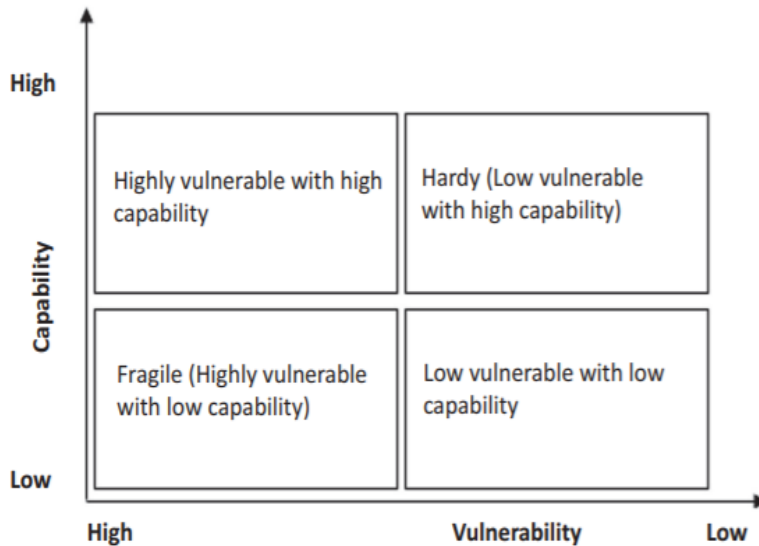 High
Highly vulnerable with high
capability
Hardy (Low vulnerable
with high capability)
Capability
Fragile (Highly vulnerable
with low capability)
Low vulnerable with low
capability
Low
High
Vulnerability
Low